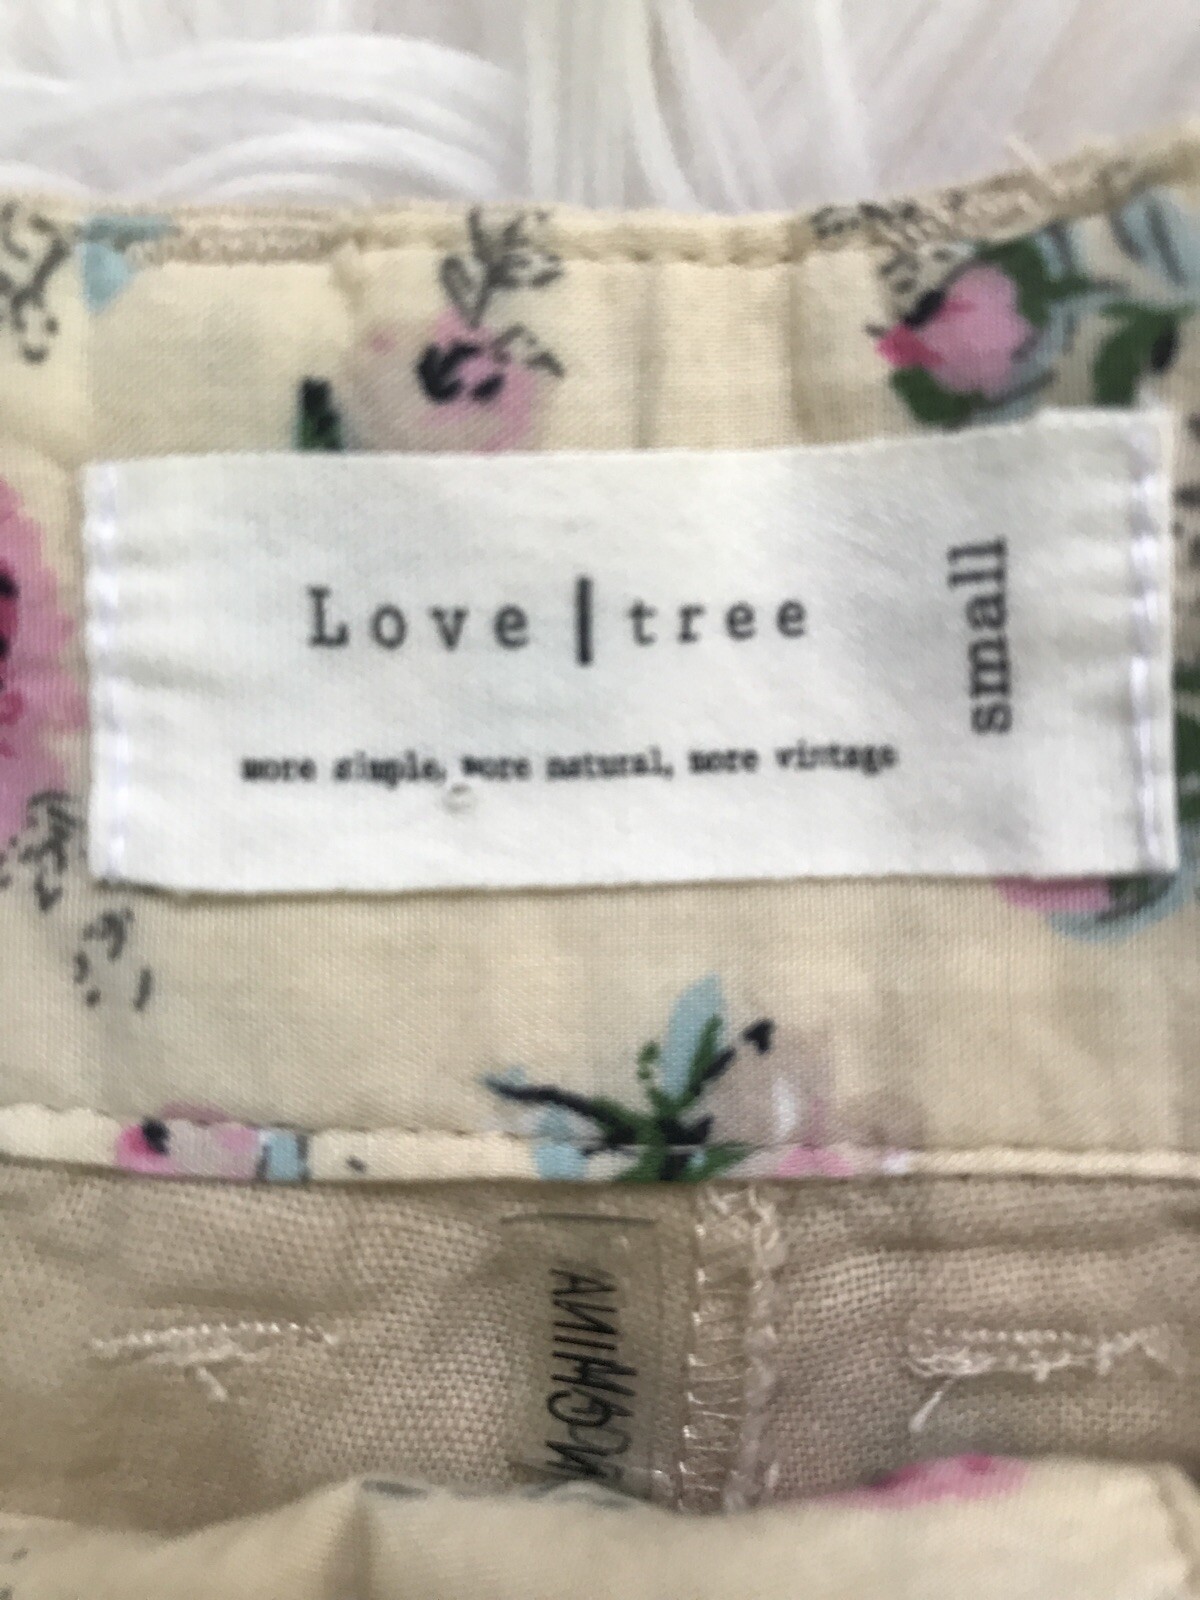 Love | tree
small
more simple, more natural, more vintage